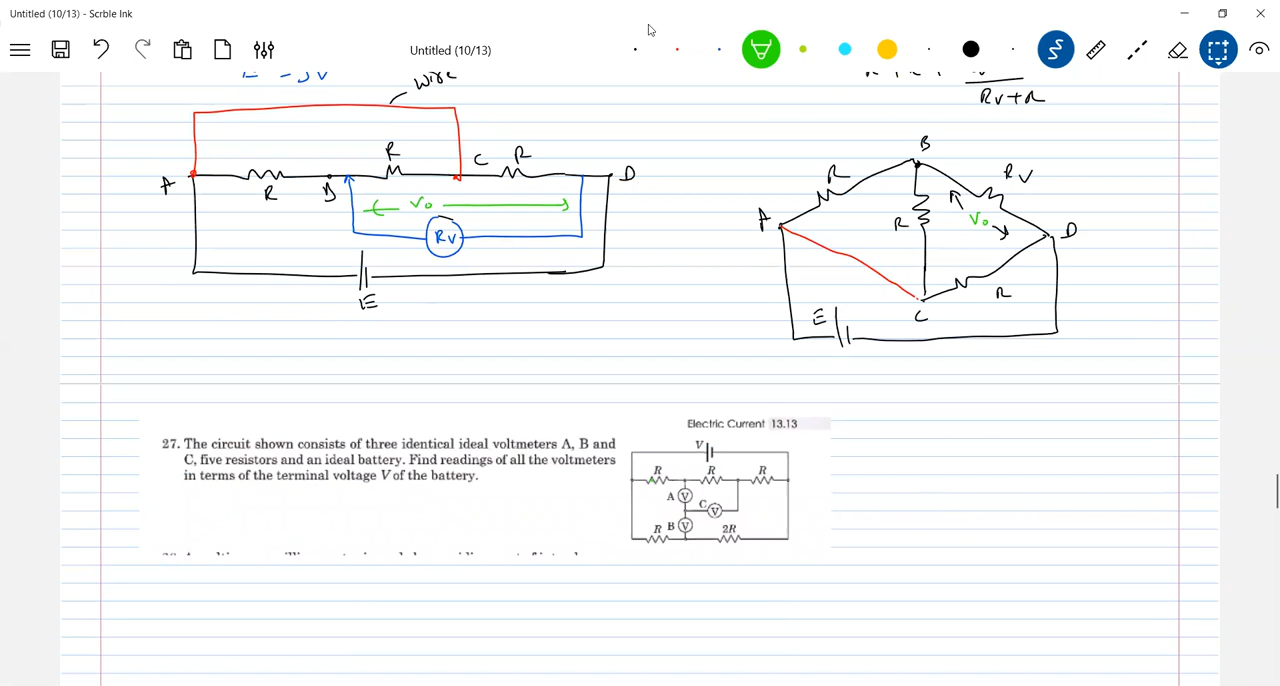 Untitled (10/13) - Scrble Ink
Untitled (10/13)
wire
Rv+R
A
R
B
R
C
R
D
V₀
RV
E
B
R
RV
A
R
V₀
D
R
C
E
Electric Current 13.13
27. The circuit shown consists of three identical ideal voltmeters A, B and
C, five resistors and an ideal battery. Find readings of all the voltmeters
in terms of the terminal voltage V of the battery.
V
R R R
A V
C V
R B V 2R